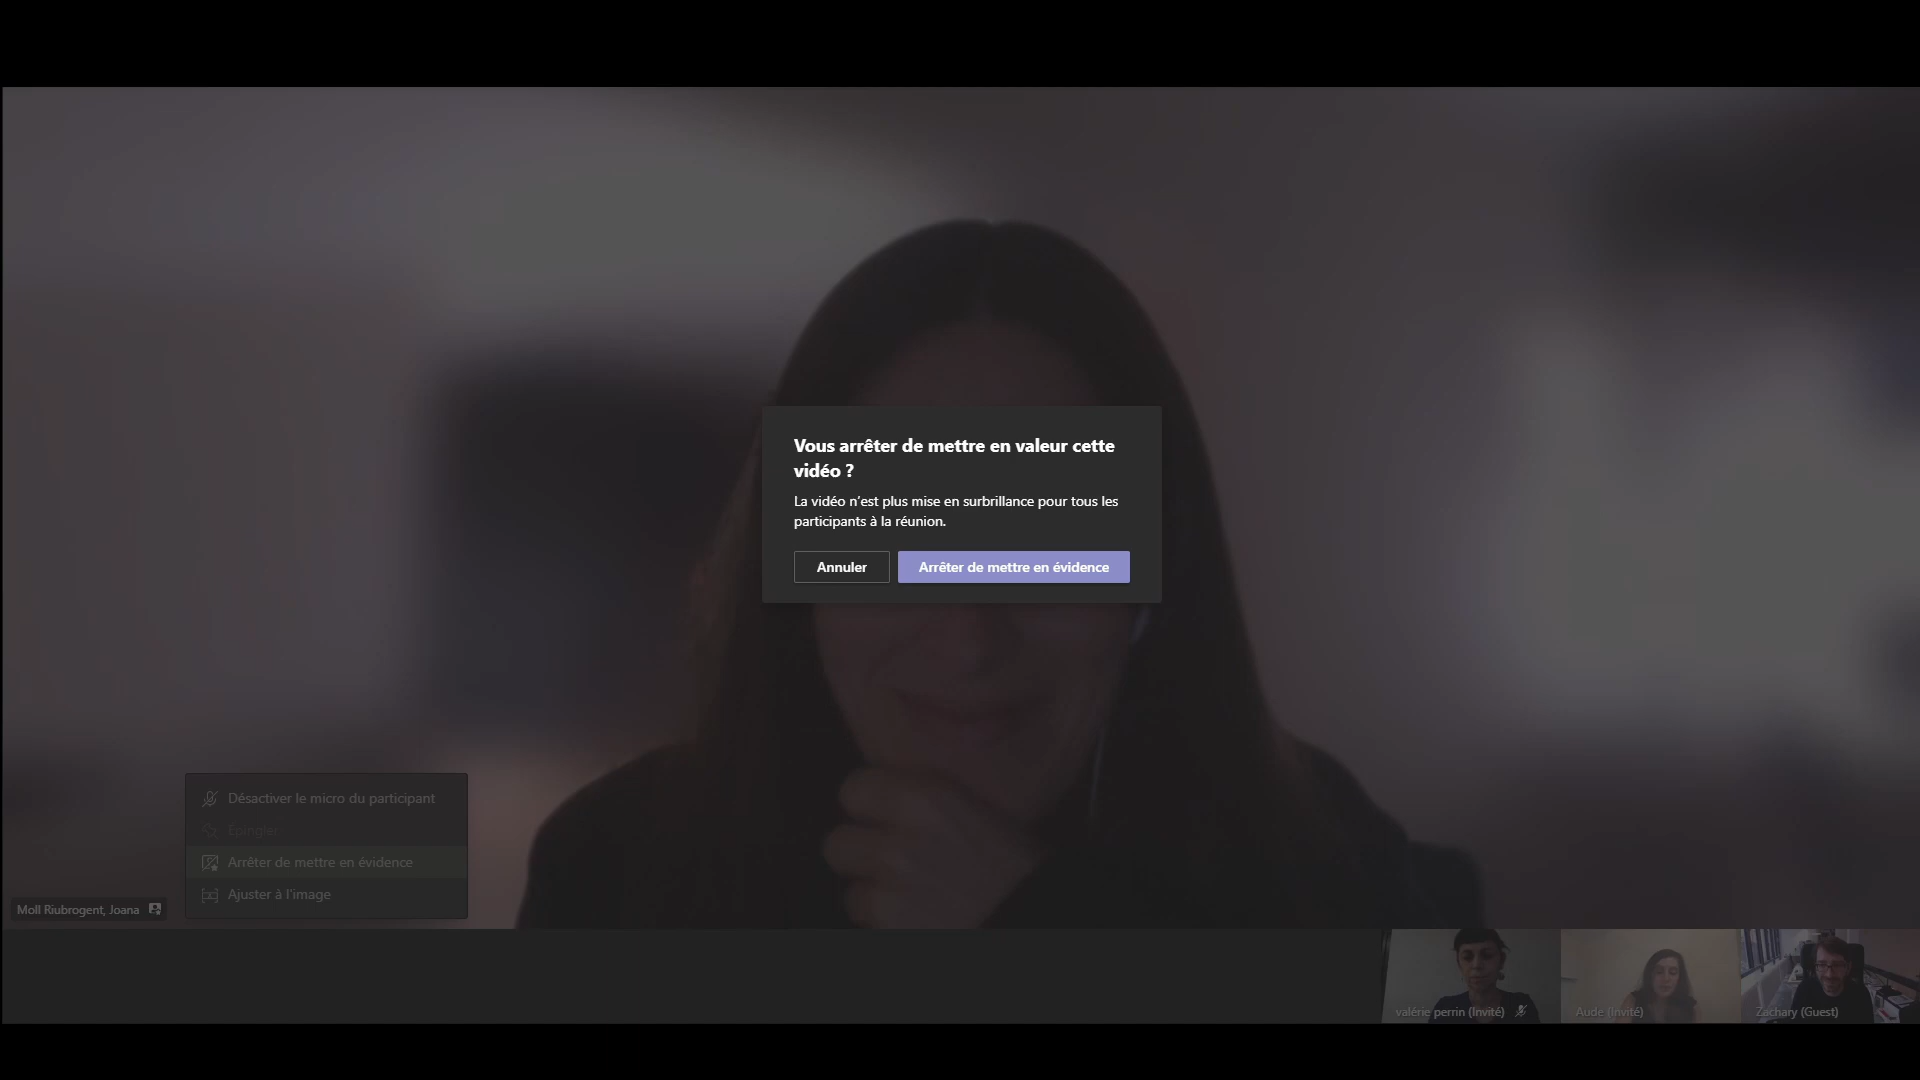 Vous arrêter de mettre en valeur cette
vidéo ?
La vidéo n’est plus mise en surbrillance pour tous les
participants à la réunion.
Annuler
Arrêter de mettre en évidence
Désactiver le micro du participant
Épingler
Arrêter de mettre en évidence
Ajuster à l'image
Moll Riubrogent, Joana
valérie perrin (Invité)
Aude (Invité)
Zachary (Guest)